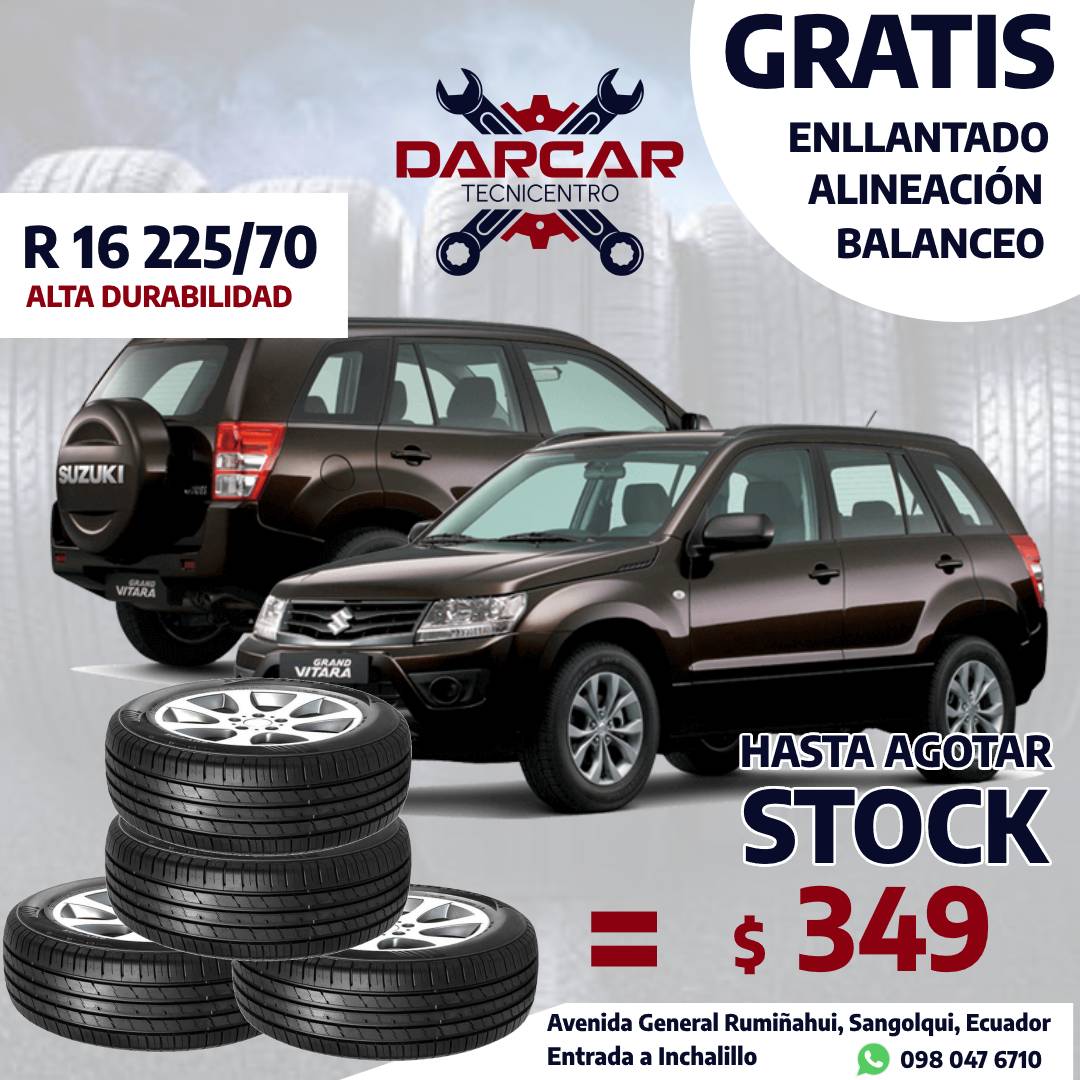 GRATIS
ENLLANTADO
ALINEACIÓN
BALANCEO
DARCAR
TECNICENTRO
R 16 225/70
ALTA DURABILIDAD
SUZUKI
GRAND
VITARA
GRAND
VITARA
HASTA AGOTAR
STOCK
= $ 349
Avenida General Rumiñahui, Sangolqui, Ecuador
Entrada a Inchalillo
098 047 6710